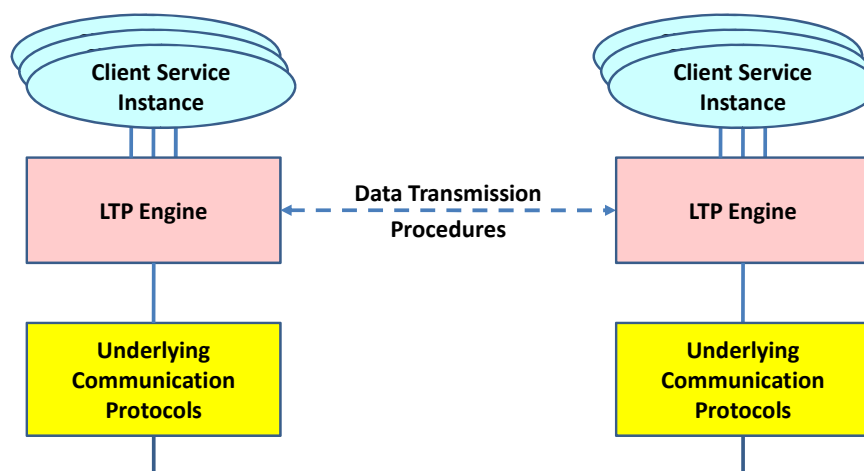 Client Service
Instance
Client Service
Instance
LTP Engine
Data Transmission
Procedures
LTP Engine
Underlying
Communication
Protocols
Underlying
Communication
Protocols